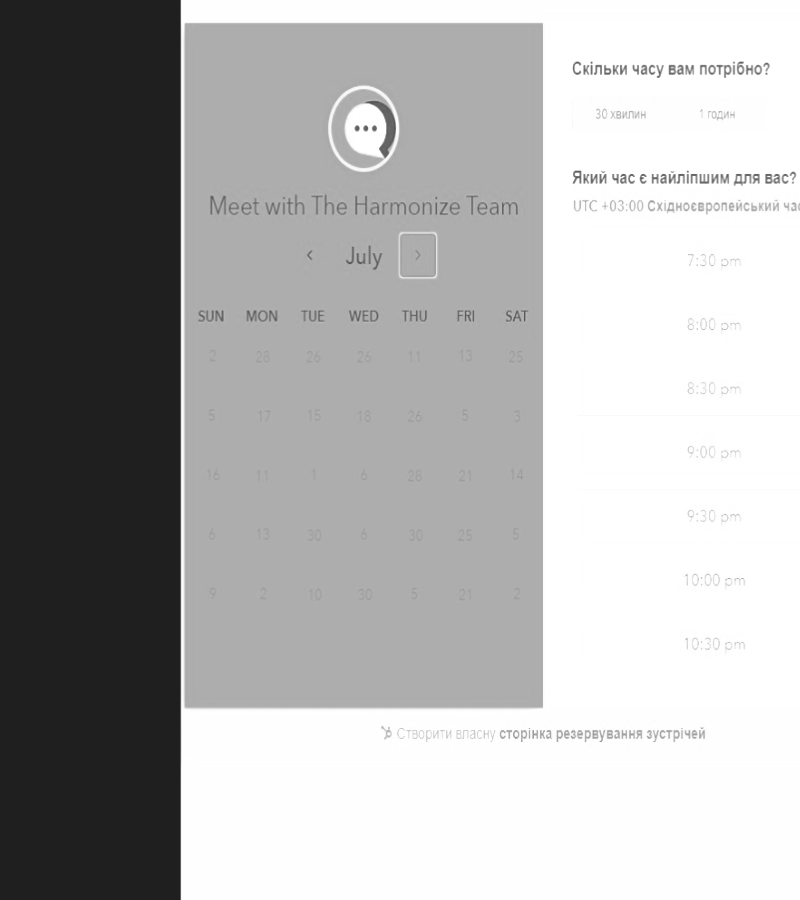 Meet with The Harmonize Team
July
SUN MON TUE WED THU FRI SAT
2 28 26 26 11 13 25
5 17 15 18 26 5 3
16 11 1 6 28 21 14
6 13 30 6 30 25 5
9 2 10 30 5 21 2
Скільки часу вам потрібно?
30 хвилин 1 годин
Який час є найліпшим для вас?
UTC +03:00 Східноєвропейський час
7:30 pm
8:00 pm
8:30 pm
9:00 pm
9:30 pm
10:00 pm
10:30 pm
Створити власну сторінка резервування зустрічей